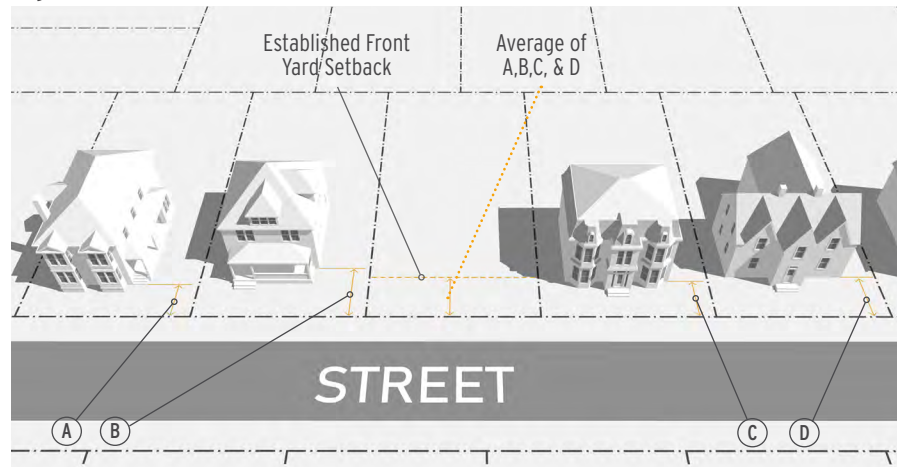 Established Front
Yard Setback
Average of
A,B,C, & D
STREET
A
B
C
D